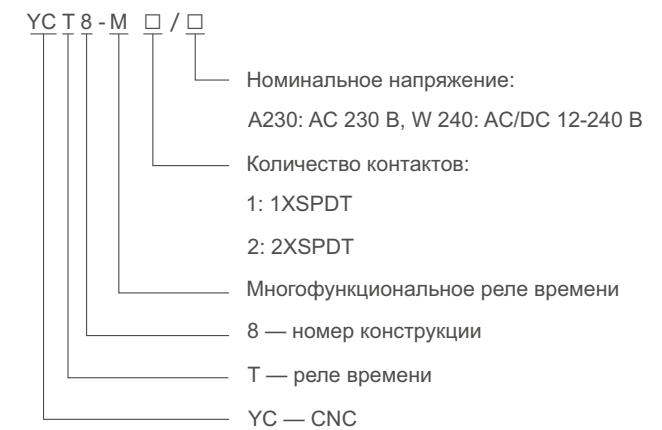 YC T 8 - M □ / □
Номинальное напряжение:
A230: AC 230 В, W 240: AC/DC 12-240 В
Количество контактов:
1: 1XSPDT
2: 2XSPDT
Многофункциональное реле времени
8 — номер конструкции
Т — реле времени
YC — CNC